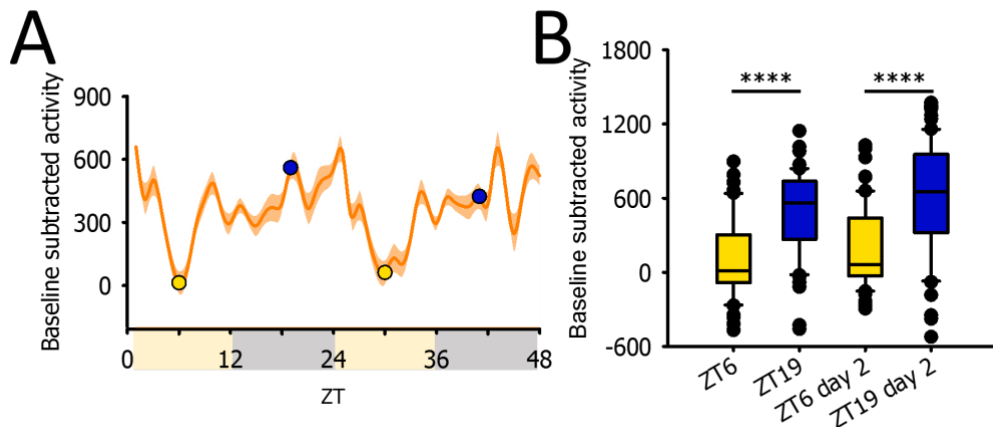 A
Baseline subtracted activity
900
600
300
0
0 12 24 36 48
ZT
B
Baseline subtracted activity
1800
1200
600
0
-600
**** ****
ZT6 ZT19 ZT6 day 2 ZT19 day 2